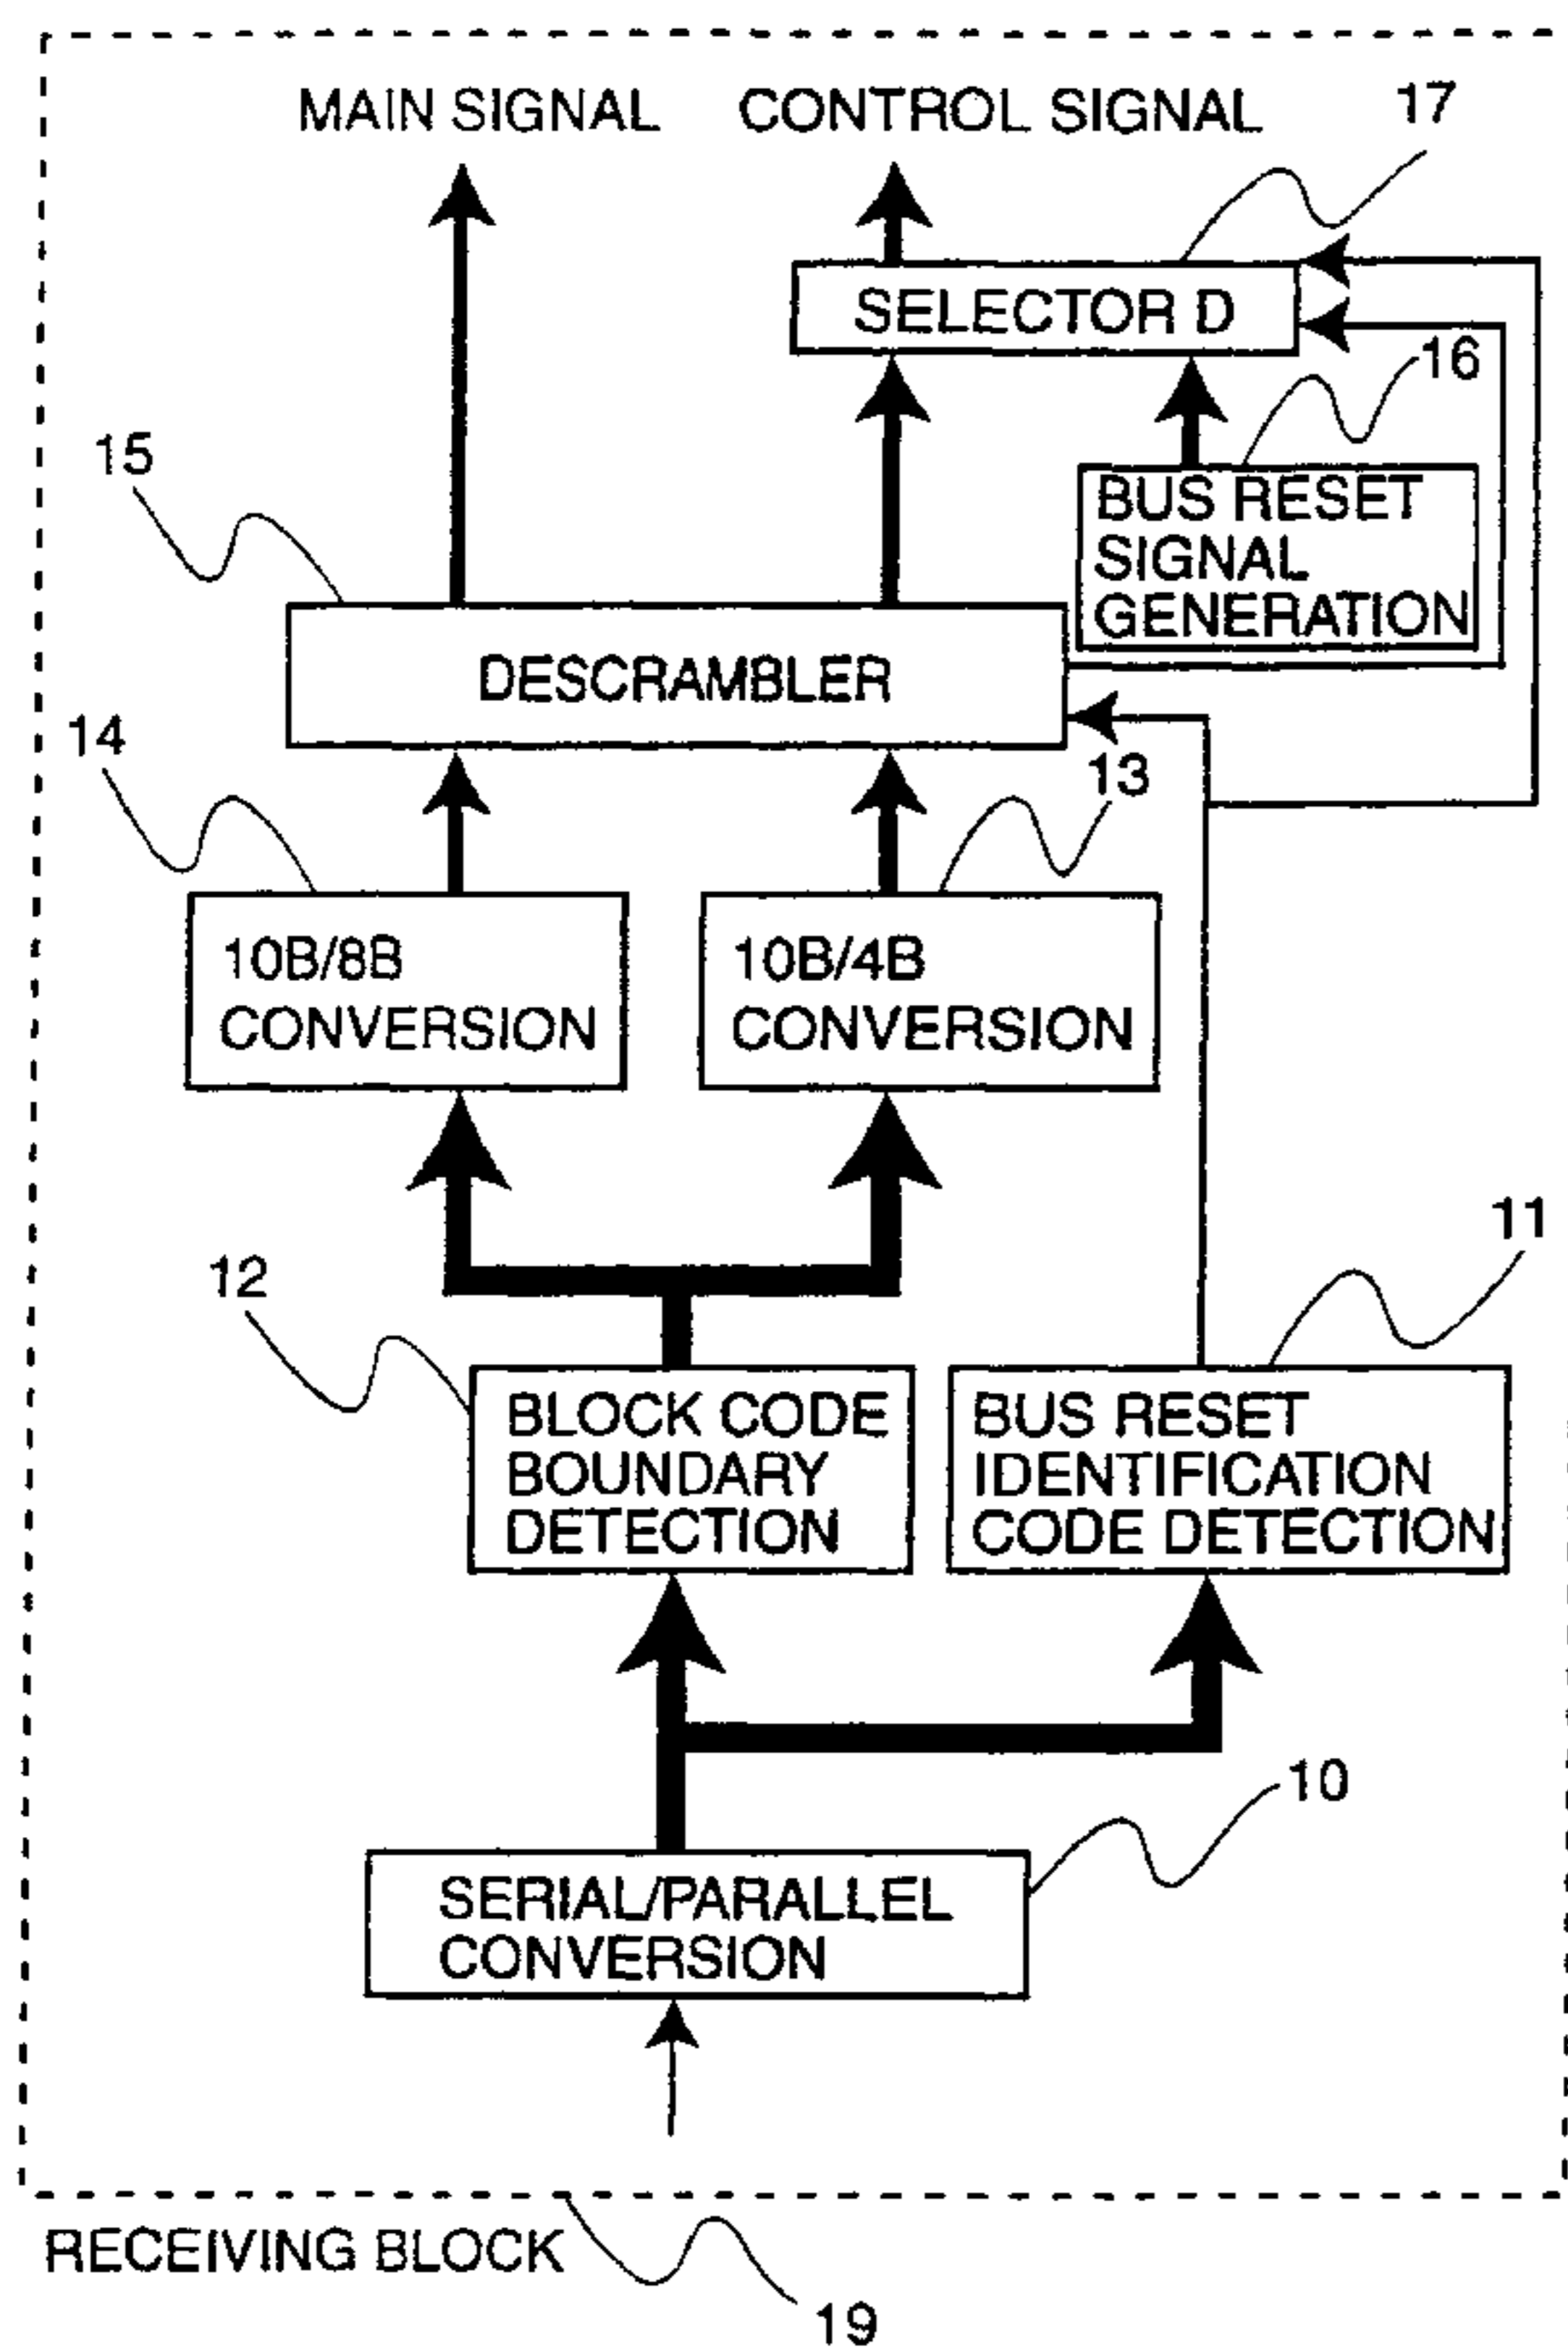 MAIN SIGNAL CONTROL SIGNAL 17
SELECTOR D
16
15
BUS RESET
SIGNAL
GENERATION
DESCRAMBLER
14
13
10B/8B
CONVERSION
10B/4B
CONVERSION
11
12
BLOCK CODE
BOUNDARY
DETECTION
BUS RESET
IDENTIFICATION
CODE DETECTION
10
SERIAL/PARALLEL
CONVERSION
RECEIVING BLOCK
19